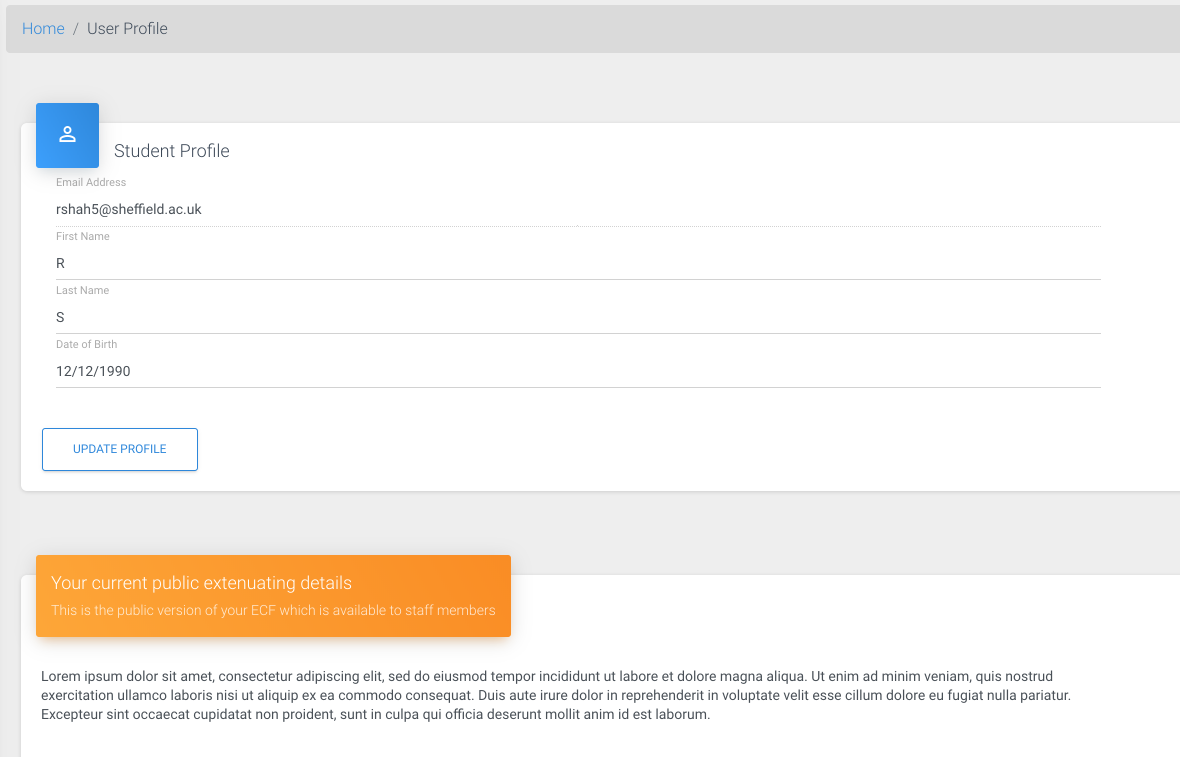 Home / User Profile
Student Profile
Email Address
rshah5@sheffield.ac.uk
First Name
R
Last Name
S
Date of Birth
12/12/1990
UPDATE PROFILE
Your current public extenuating details
This is the public version of your ECF which is available to staff members
Lorem ipsum dolor sit amet, consectetur adipiscing elit, sed do eiusmod tempor incididunt ut labore et dolore magna aliqua. Ut enim ad minim veniam, quis nostrud
exercitation ullamco laboris nisi ut aliquip ex ea commodo consequat. Duis aute irure dolor in reprehenderit in voluptate velit esse cillum dolore eu fugiat nulla pariatur.
Excepteur sint occaecat cupidatat non proident, sunt in culpa qui officia deserunt mollit anim id est laborum.